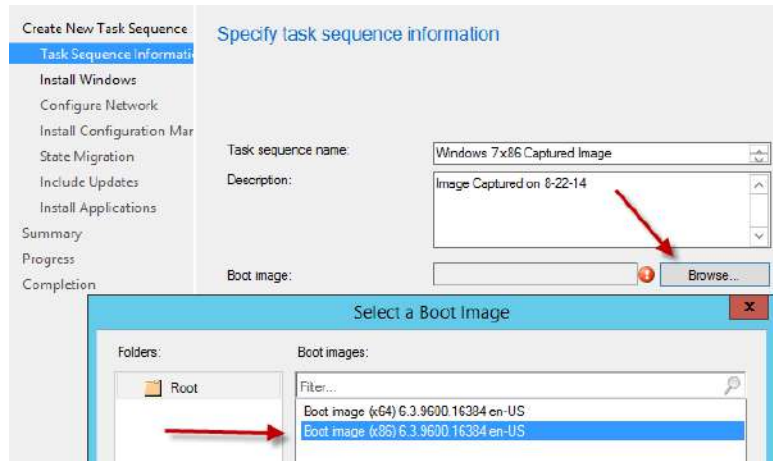 Create New Task Sequence
Task Sequence Informati
Install Windows
Configure Network
Install Configuration Mar
State Migration
Include Updates
Install Applications
Summary
Progress
Completion
Specify task sequence information
Task sequence name:
Windows 7x86 Captured Image
Description:
Image Captured on 8-22-14
Boot image:
Browse...
Select a Boot Image
x
Folders:
Root
Boot images:
Filter...
Boot image (x64) 6.3.9600.16384 en-US
Boot image (x86) 6.3.9600.16384 en-US